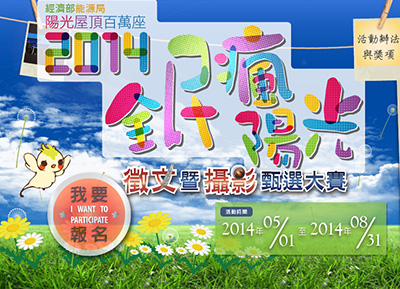 經濟部能源局
陽光屋頂百萬座
2014
針瘋
陽光
徵文暨攝影甄選大賽
活動辦法
與獎項
我要
I WANT TO
PARTICIPATE
報名
活動時間
2014年05/01至2014年08/31